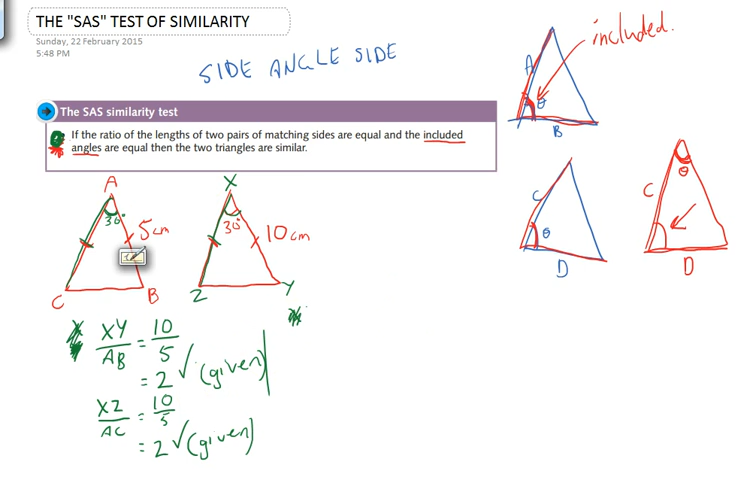 THE "SAS" TEST OF SIMILARITY
Sunday, 22 February 2015
5:48 PM
SIDE ANGLE SIDE
included.
The SAS similarity test
If the ratio of the lengths of two pairs of matching sides are equal and the included
angles are equal then the two triangles are similar.
A
30°
5cm
C
B
X
30°
10cm
Z
Y
XY/AB = 10/5
= 2 ✓ (given)
XZ/AC = 10/5
= 2 ✓ (given)
A
θ
B
C
θ
D
θ
C
D